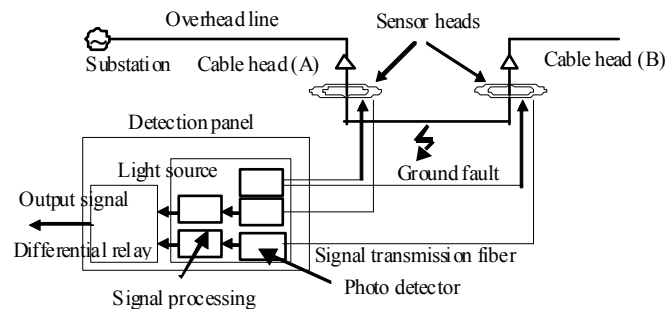 Overhead line
Sensor heads
Substation
Cable head (A)
Cable head (B)
Detection panel
Light source
Ground fault
Output signal
Differential relay
Signal transmission fiber
Photo detector
Signal processing